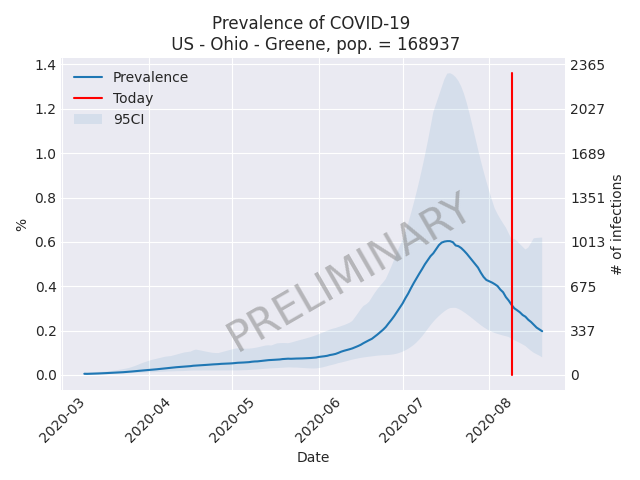 Prevalence of COVID-19
US - Ohio - Greene, pop. = 168937
Prevalence
Today
95CI
1.4
1.2
1.0
0.8
0.6
0.4
0.2
0.0
%
2365
2027
1689
1351
1013
675
337
0
# of infections
PRELIMINARY
2020-03
2020-04
2020-05
2020-06
2020-07
2020-08
Date